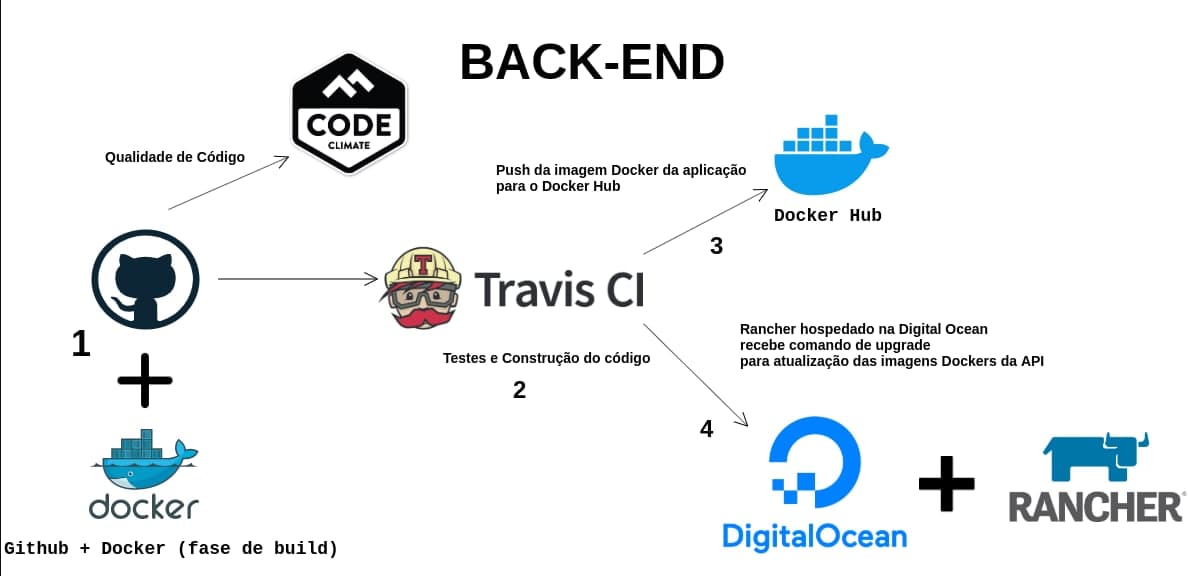 BACK-END
CODE
CLIMATE
Qualidade de Código
Push da imagem Docker da aplicação
para o Docker Hub
Docker Hub
3
T
Travis CI
1
Testes e Construção do código
2
Rancher hospedado na Digital Ocean
recebe comando de upgrade
para atualização das imagens Dockers da API
4
docker
DigitalOcean
RANCHER
Github + Docker (fase de build)